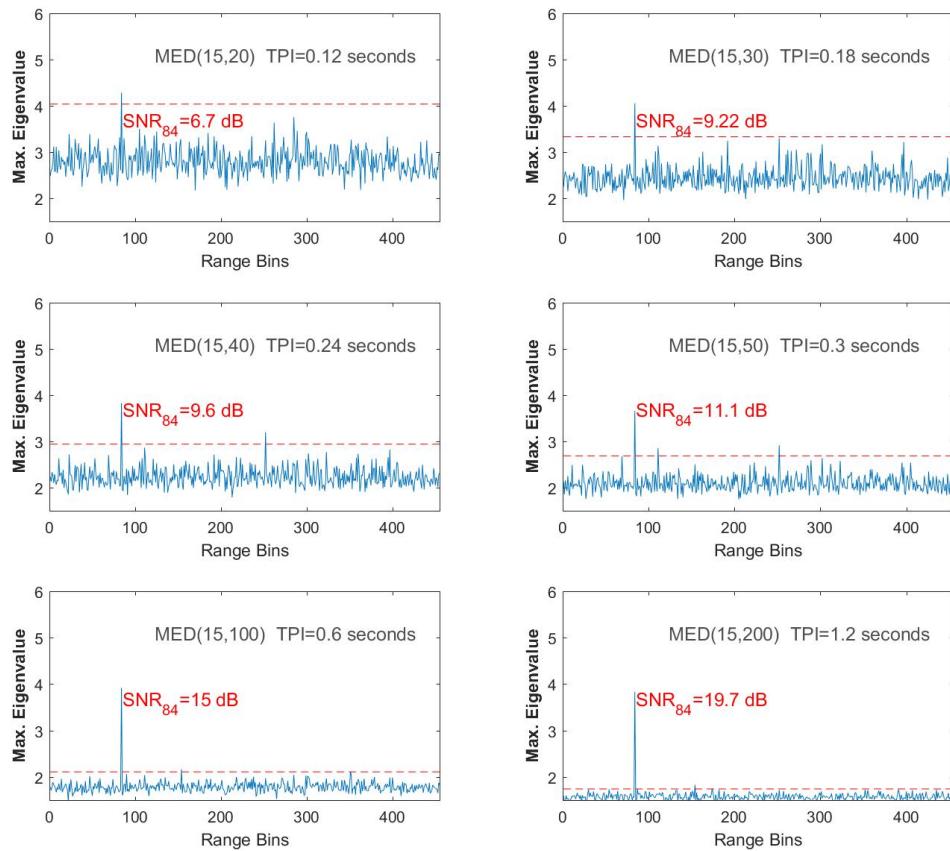 6
5
4
3
2
Max. Eigenvalue
MED(15,20) TPI=0.12 seconds
SNR84=6.7 dB
0 100 200 300 400
Range Bins
6
5
4
3
2
Max. Eigenvalue
MED(15,30) TPI=0.18 seconds
SNR84=9.22 dB
0 100 200 300 400
Range Bins
6
5
4
3
2
Max. Eigenvalue
MED(15,40) TPI=0.24 seconds
SNR84=9.6 dB
0 100 200 300 400
Range Bins
6
5
4
3
2
Max. Eigenvalue
MED(15,50) TPI=0.3 seconds
SNR84=11.1 dB
0 100 200 300 400
Range Bins
6
5
4
3
2
Max. Eigenvalue
MED(15,100) TPI=0.6 seconds
SNR84=15 dB
0 100 200 300 400
Range Bins
6
5
4
3
2
Max. Eigenvalue
MED(15,200) TPI=1.2 seconds
SNR84=19.7 dB
0 100 200 300 400
Range Bins